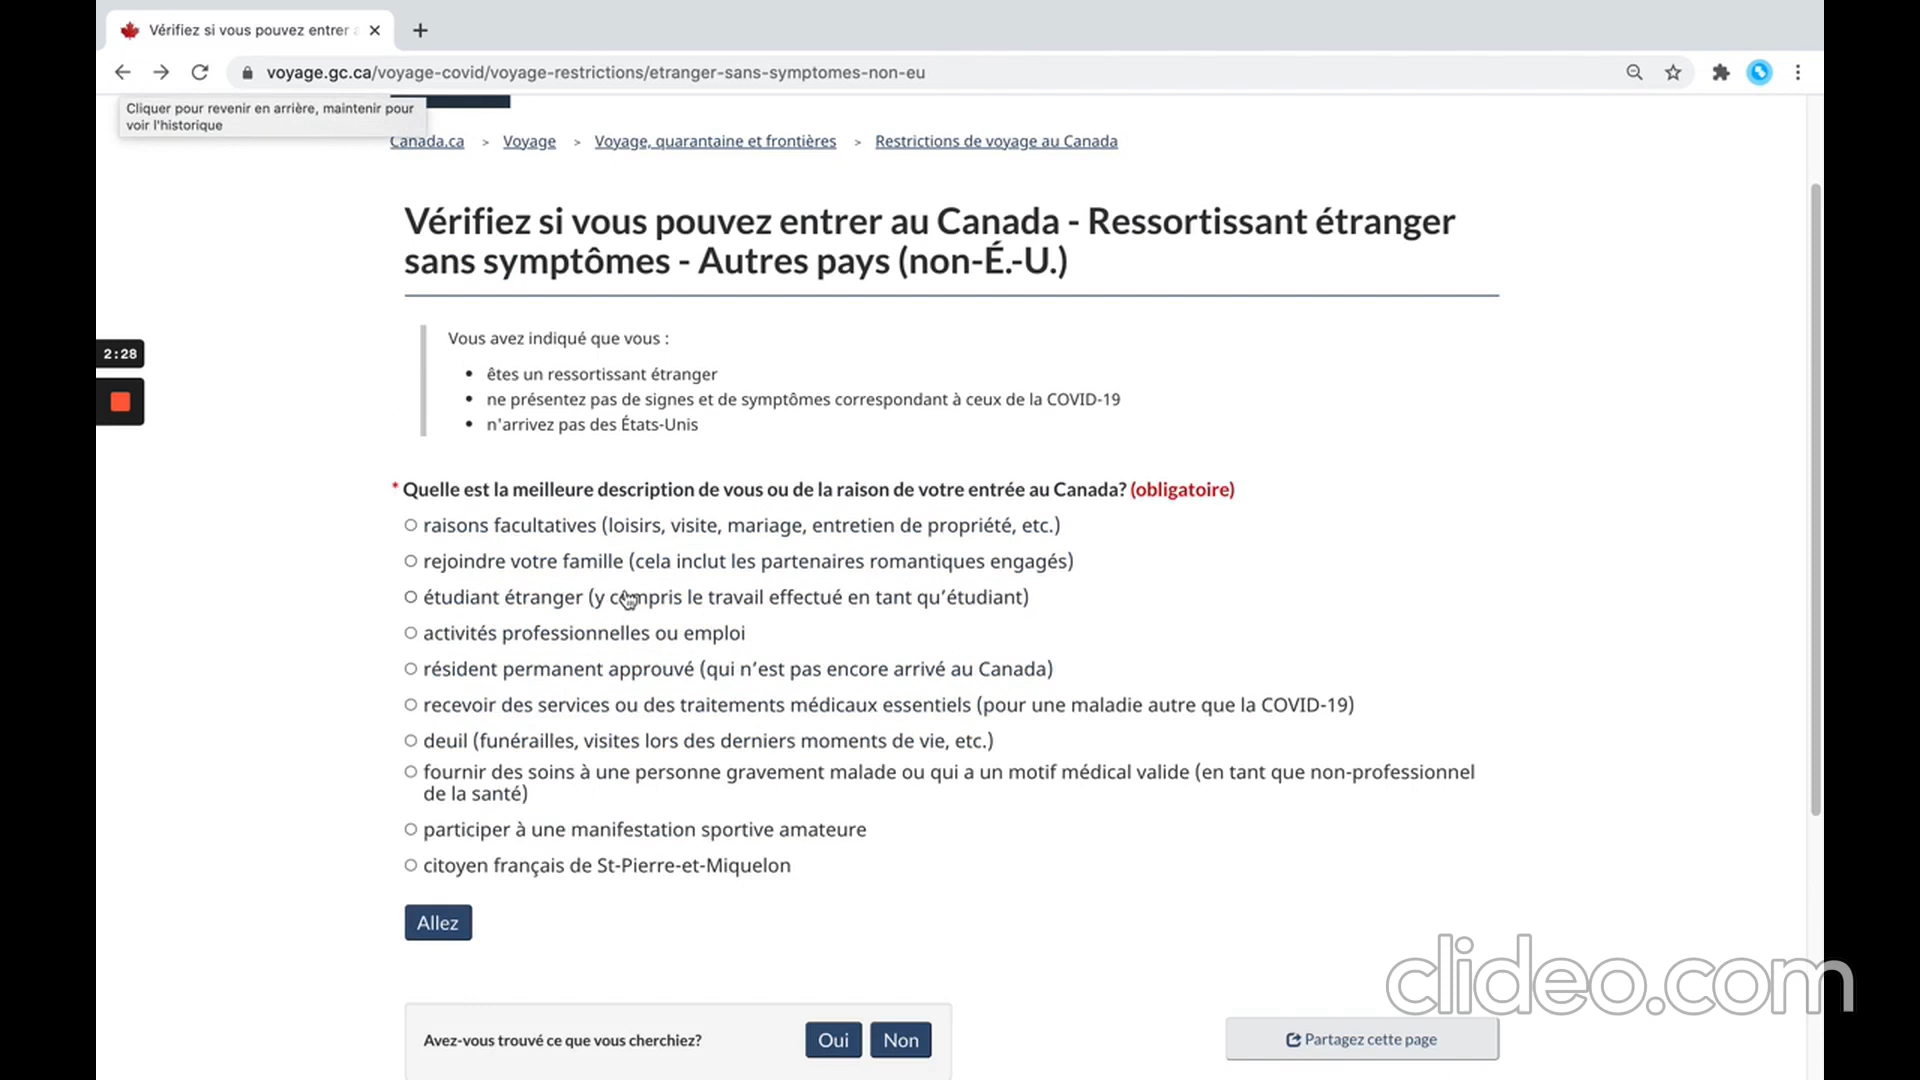 Vérifiez si vous pouvez entrer a
voyage.gc.ca/voyage-covid/voyage-restrictions/etranger-sans-symptomes-non-eu
Cliquer pour revenir en arrière, maintenir pour
voir l'historique
Canada.ca > Voyage > Voyage, quarantaine et frontières > Restrictions de voyage au Canada
Vérifiez si vous pouvez entrer au Canada - Ressortissant étranger
sans symptômes - Autres pays (non-É.-U.)
Vous avez indiqué que vous :
• êtes un ressortissant étranger
• ne présentez pas de signes et de symptômes correspondant à ceux de la COVID-19
• n'arrivez pas des États-Unis
2:28
* Quelle est la meilleure description de vous ou de la raison de votre entrée au Canada? (obligatoire)
raisons facultatives (loisirs, visite, mariage, entretien de propriété, etc.)
rejoindre votre famille (cela inclut les partenaires romantiques engagés)
étudiant étranger (y compris le travail effectué en tant qu’étudiant)
activités professionnelles ou emploi
résident permanent approuvé (qui n’est pas encore arrivé au Canada)
recevoir des services ou des traitements médicaux essentiels (pour une maladie autre que la COVID-19)
deuil (funérailles, visites lors des derniers moments de vie, etc.)
fournir des soins à une personne gravement malade ou qui a un motif médical valide (en tant que non-professionnel
de la santé)
participer à une manifestation sportive amateure
citoyen français de St-Pierre-et-Miquelon
Allez
clideo.com
Avez-vous trouvé ce que vous cherchiez? Oui Non
Partagez cette page